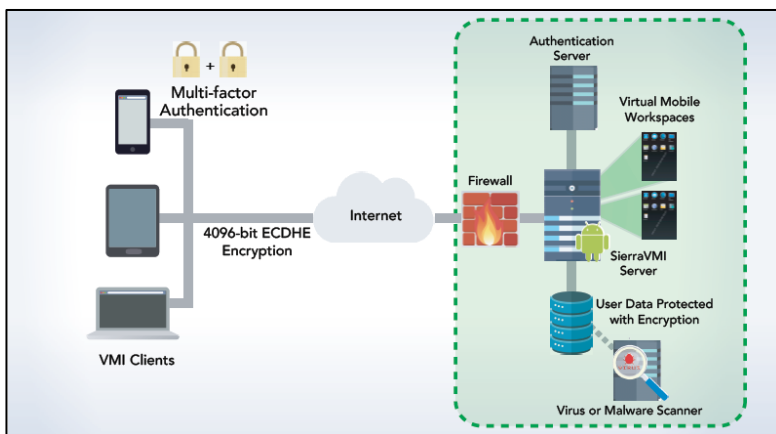 Multi-factor
Authentication
4096-bit ECDHE
Encryption
VMI Clients
Internet
Firewall
Authentication
Server
Virtual Mobile
Workspaces
SierraVMI
Server
User Data Protected
with Encryption
Virus or Malware Scanner